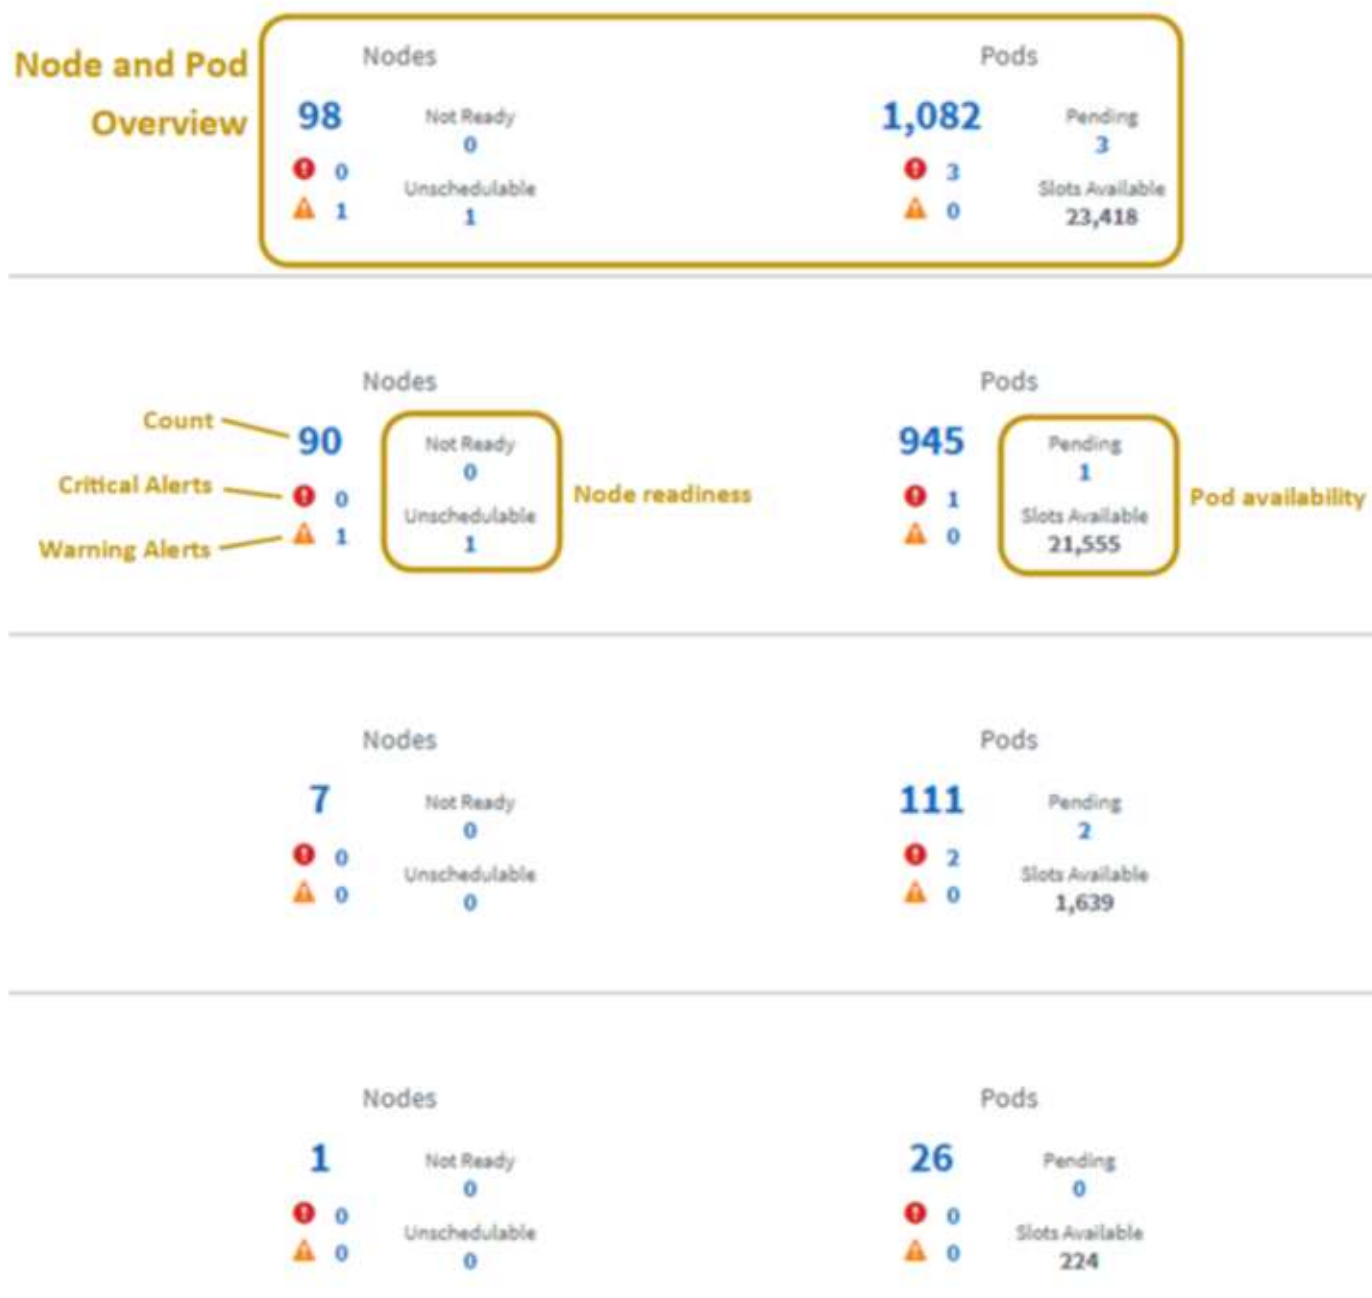 Node and Pod
Overview
Nodes
98
Not Ready
0
0
Unschedulable
1
1
Pods
1,082
Pending
3
3
Slots Available
0
23,418
Nodes
Count
90
Not Ready
0
Critical Alerts
0
Unschedulable
Warning Alerts
1
1
Node readiness
Pods
945
Pending
1
1
Slots Available
0
21,555
Pod availability
Nodes
7
Not Ready
0
0
Unschedulable
0
0
Pods
111
Pending
2
2
Slots Available
0
1,639
Nodes
1
Not Ready
0
0
Unschedulable
0
0
Pods
26
Pending
0
0
Slots Available
0
224